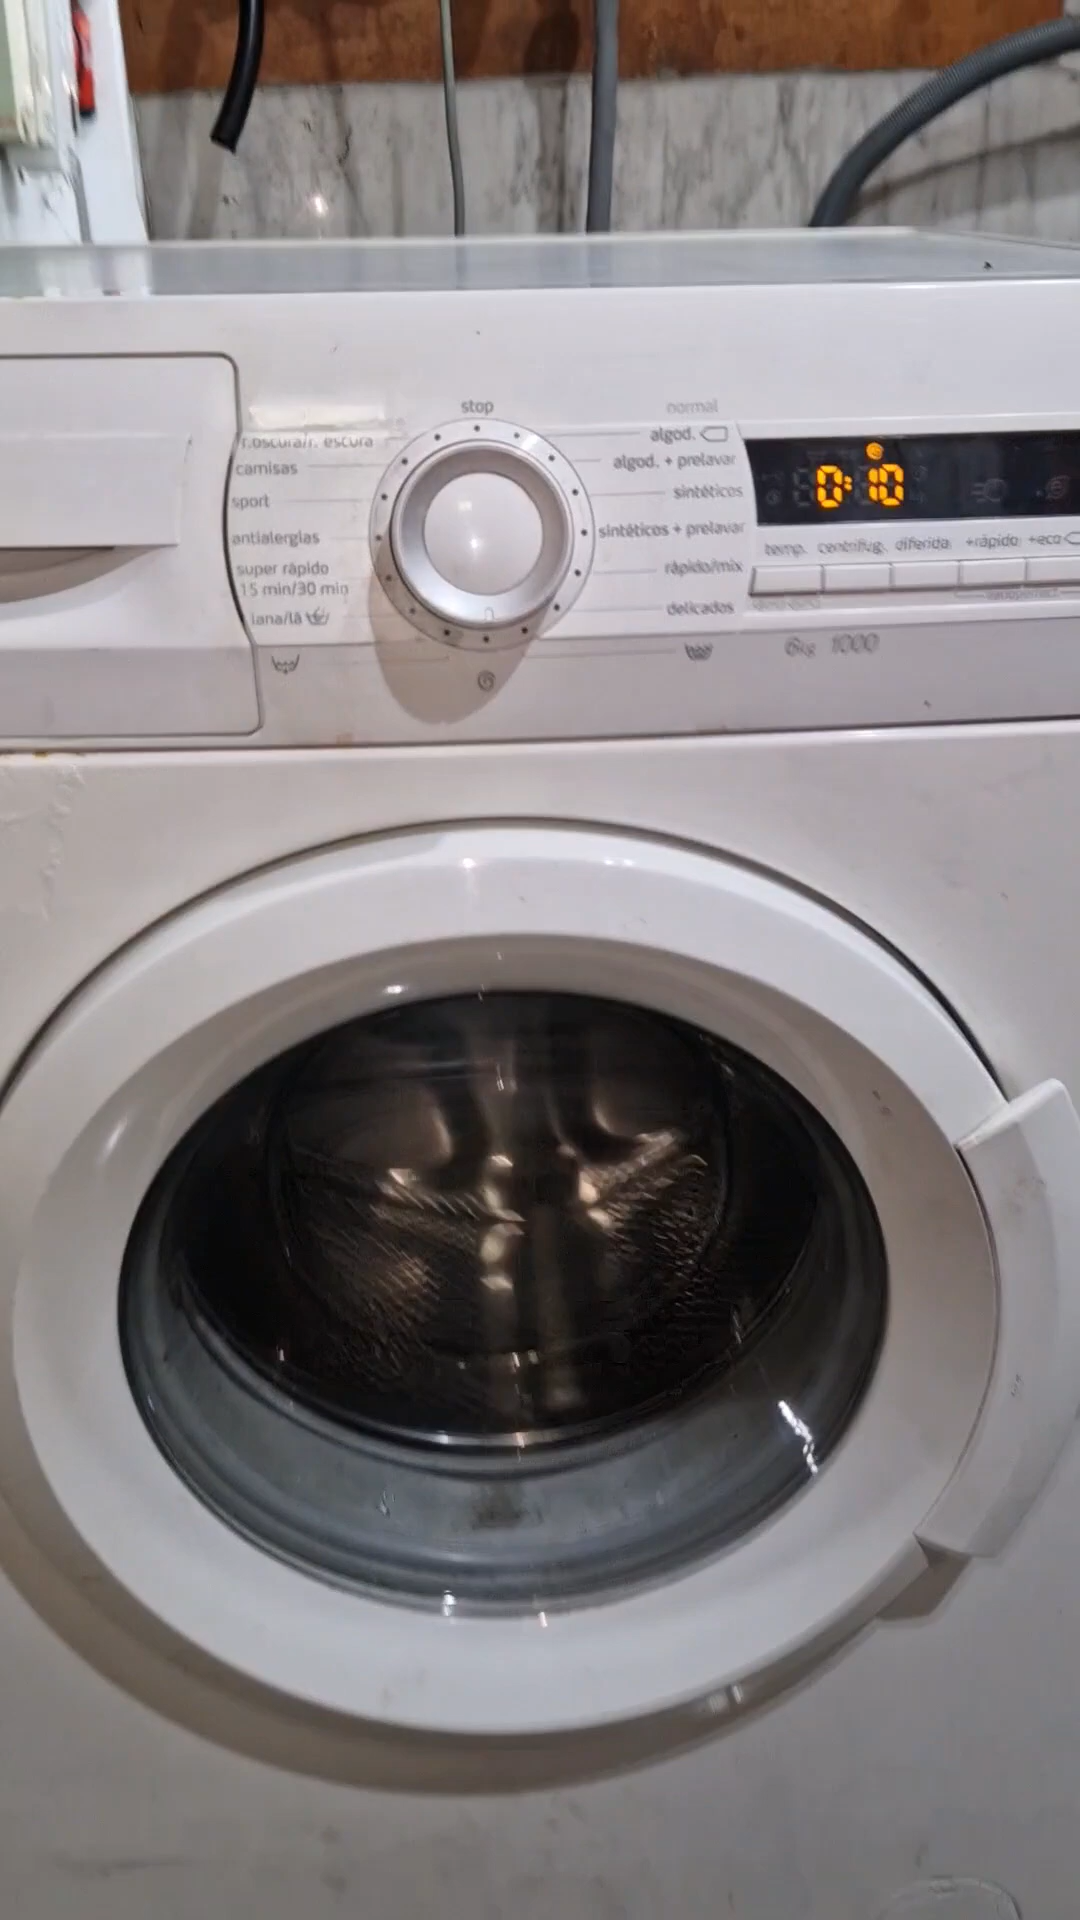 stop
normal
r.oscura/r. escura
camisas
sport
antialergias
super rápido
15 min/30 min
lana/lã
algod.
algod. + prelavar
sintéticos
sintéticos + prelavar
rápido/mix
delicados
0:10
temp. centrifug. diferida +rápido +eco
6kg 1000